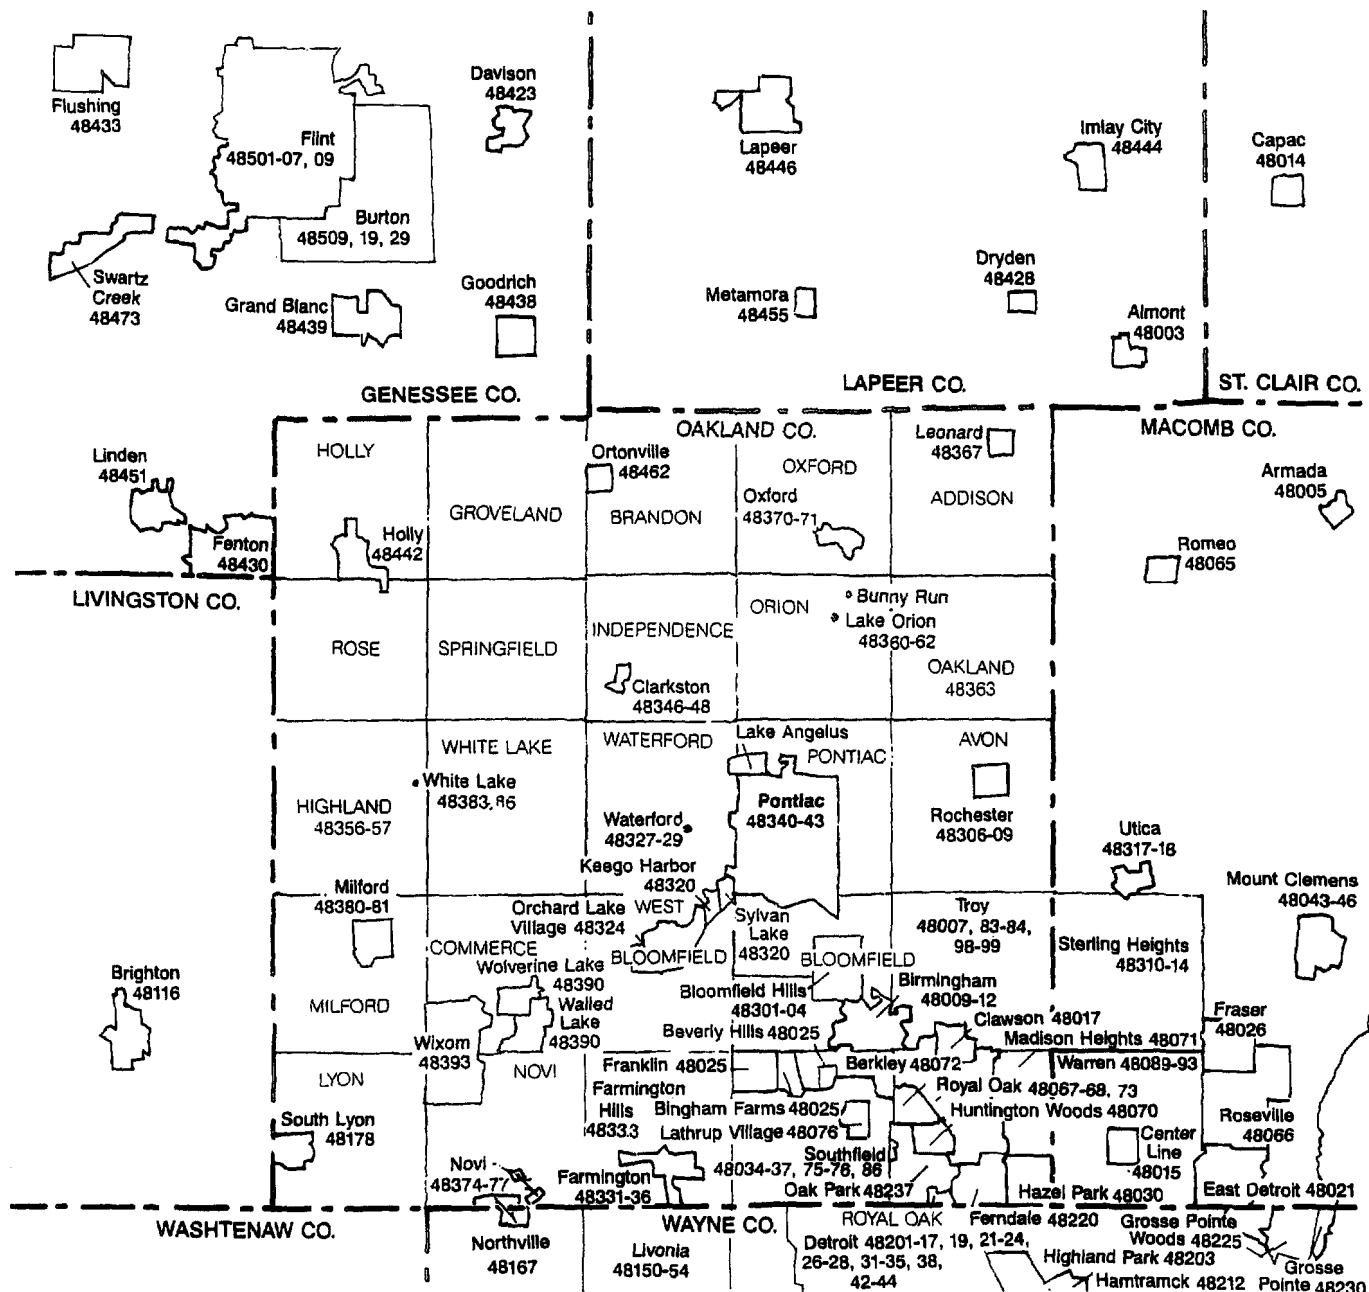 Flushing
48433
Flint
48501-07, 09
Davison
48423
Burton
48509, 19, 29
Swartz
Creek
48473
Grand Blanc
48439
Goodrich
48438
GENESSEE CO.
Lapeer
48446
Imlay City
48444
Capac
48014
Metamora
48455
Dryden
48428
Almont
48003
LAPEER CO.
ST. CLAIR CO.
OAKLAND CO.
MACOMB CO.
Linden
48451
Fenton
48430
HOLLY
Holly
48442
GROVELAND
Ortonville
48462
BRANDON
OXFORD
Oxford
48370-71
Leonard
48367
ADDISON
Armada
48005
Romeo
48065
LIVINGSTON CO.
ROSE
SPRINGFIELD
INDEPENDENCE
Clarkston
48346-48
ORION
Bunny Run
Lake Orion
48360-62
OAKLAND
48363
WHITE LAKE
White Lake
48383, 86
WATERFORD
Waterford
48327-29
Lake Angelus
PONTIAC
Pontiac
48340-43
AVON
Rochester
48306-09
HIGHLAND
48356-57
Utica
48317-18
Mount Clemens
48043-46
Milford
48380-81
Keego Harbor
48320
Orchard Lake
Village 48324
WEST
BLOOMFIELD
Sylvan
Lake
48320
BLOOMFIELD
Troy
48007, 83-84,
98-99
Sterling Heights
48310-14
Brighton
48116
MILFORD
COMMERCE
Wolverine Lake
48390
Walled
Lake
48390
Wixom
48393
Bloomfield Hills
48301-04
Birmingham
48009-12
Beverly Hills 48025
Clawson 48017
Madison Heights 48071
Fraser
48026
LYON
NOVI
Franklin 48025
Berkley 48072
Warren 48089-93
Farmington
Hills
48333
Bingham Farms 48025
Royal Oak 48067-68, 73
Huntington Woods 48070
Lathrup Village 48076
Roseville
48066
South Lyon
48178
Center
Line
48015
Novi
48374-77
Farmington
48331-36
Southfield
48034-37, 75-76, 86
Oak Park 48237
Hazel Park 48030
East Detroit 48021
WASHTENAW CO.
WAYNE CO.
Northville
48167
Livonia
48150-54
ROYAL OAK
Ferndale 48220
Detroit 48201-17, 19, 21-24,
26-28, 31-35, 38,
42-44
Grosse Pointe
Woods 48225
Highland Park 48203
Hamtramck 48212
Grosse
Pointe 48230